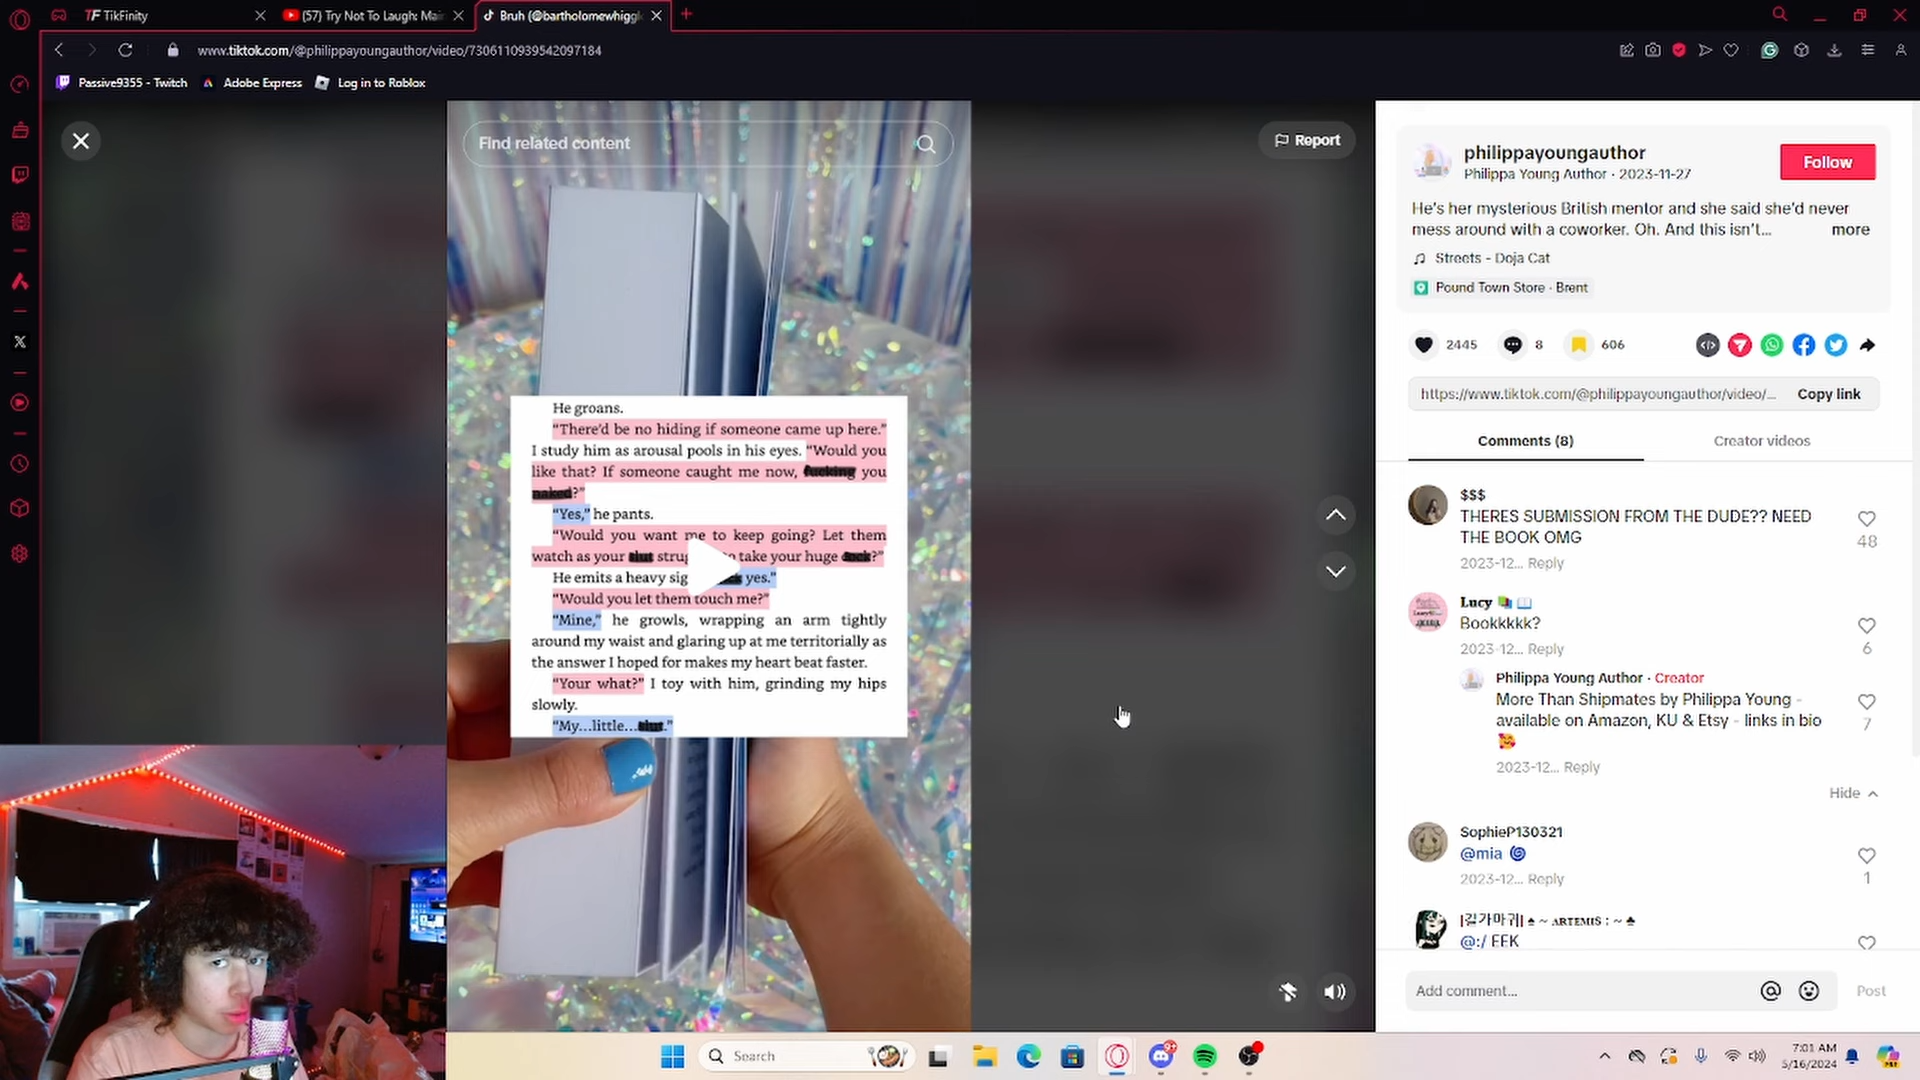 TikFinity
(57) Try Not To Laugh: Mai
Bruh (@bartholomewhiggl
www.tiktok.com/@philippayoungauthor/video/7306110939542097184
Passive9355 - Twitch
Adobe Express
Log in to Roblox
Find related content
Report
He groans.
"There'd be no hiding if someone came up here."
I study him as arousal pools in his eyes. "Would you
like that? If someone caught me now, fucking you
naked?"
"Yes," he pants.
"Would you want me to keep going? Let them
watch as your slut take your huge cock?"
He emits a heavy yes."
"Would you let them touch me?"
"Mine," he growls, wrapping an arm tightly
around my waist and glaring up at me territorially as
the answer I hoped for makes my heart beat faster.
"Your what?" I toy with him, grinding my hips
slowly.
"My...little...slut."
philippayoungauthor
Philippa Young Author · 2023-11-27
Follow
He's her mysterious British mentor and she said she'd never
mess around with a coworker. Oh. And this isn't... more
Streets - Doja Cat
Pound Town Store · Brent
2445
8
606
https://www.tiktok.com/@philippayoungauthor/video/... Copy link
Comments (8)
Creator videos
$$$
THERES SUBMISSION FROM THE DUDE?? NEED
THE BOOK OMG
48
2023-12... Reply
Lucy
Bookkkkk?
6
2023-12... Reply
Philippa Young Author · Creator
More Than Shipmates by Philippa Young -
available on Amazon, KU & Etsy - links in bio
7
2023-12... Reply
Hide
SophieP130321
@mia
1
2023-12... Reply
|길가마귀| ♠ ~ ARTEMIS : ~ ♣
@:/ EEK
Add comment...
Post
Search
9+
7:01 AM
5/16/2024